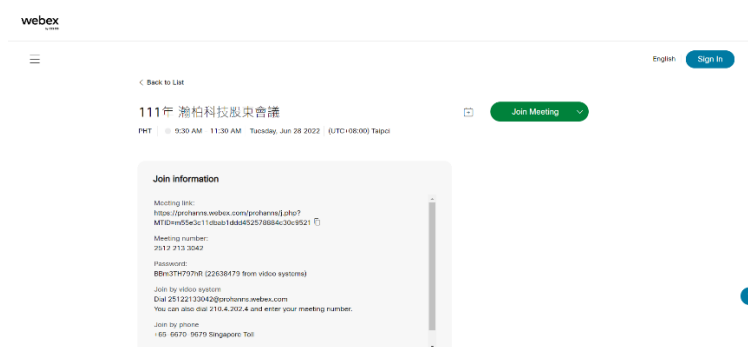 webex
by CISCO
English
Sign In
Back to List
111年 瀚柏科技股東會議
Join Meeting
PHT 9:30 AM - 11:30 AM Tuesday, Jun 28 2022 (UTC+08:00) Taipei
Join information
Meeting link:
https://prohanns.webex.com/prohanns/j.php?
MTID=m55e3c11dbab1ddd452578684c30c9521
Meeting number:
2512 213 3042
Password:
BBm3TH797hR (22638479 from video systems)
Join by video system
Dial 25122133042@prohanns.webex.com
You can also dial 210.4.202.4 and enter your meeting number.
Join by phone
+65-6670-9679 Singapore Toll